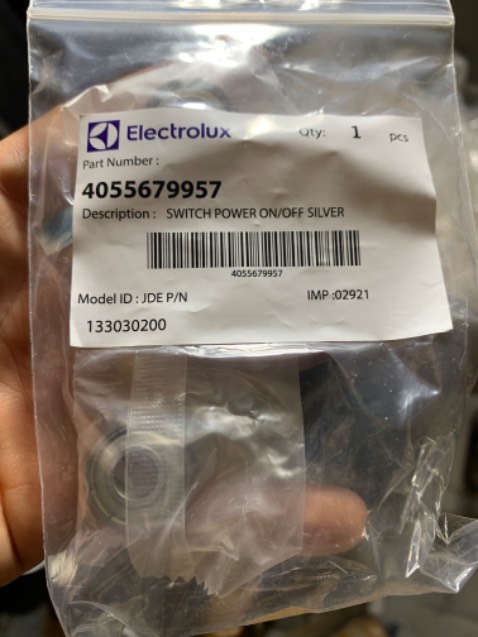 Electrolux Qty: 1 pcs
Part Number :
4055679957
Description : SWITCH POWER ON/OFF SILVER
4055679957
Model ID : JDE P/N IMP :02921
133030200